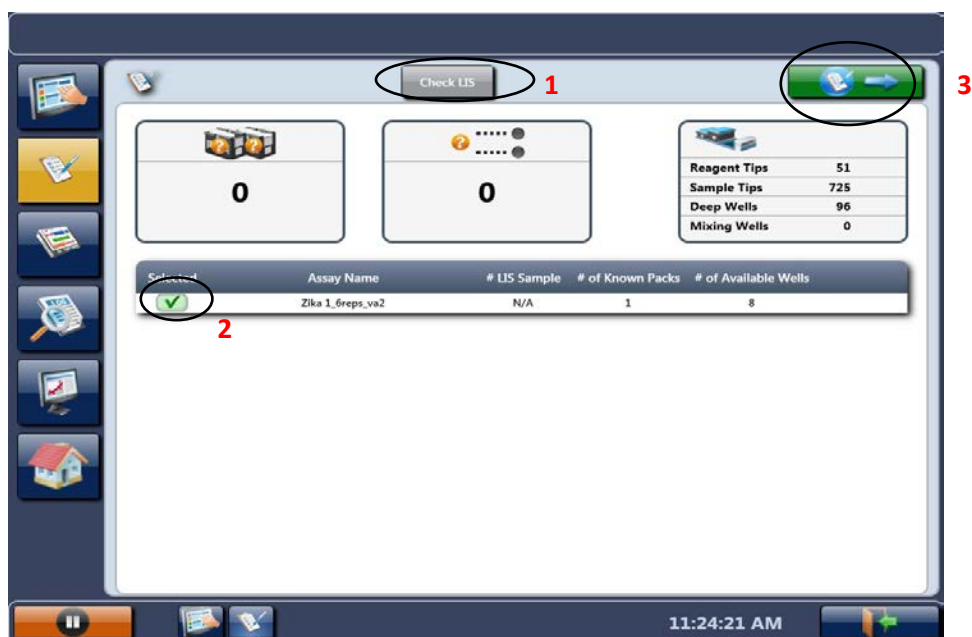 Check LIS 1
3
0
0
Reagent Tips 51
Sample Tips 725
Deep Wells 96
Mixing Wells 0
Selected Assay Name # LIS Sample # of Known Packs # of Available Wells
Zika 1_6reps_va2 N/A 1 8
2
11:24:21 AM